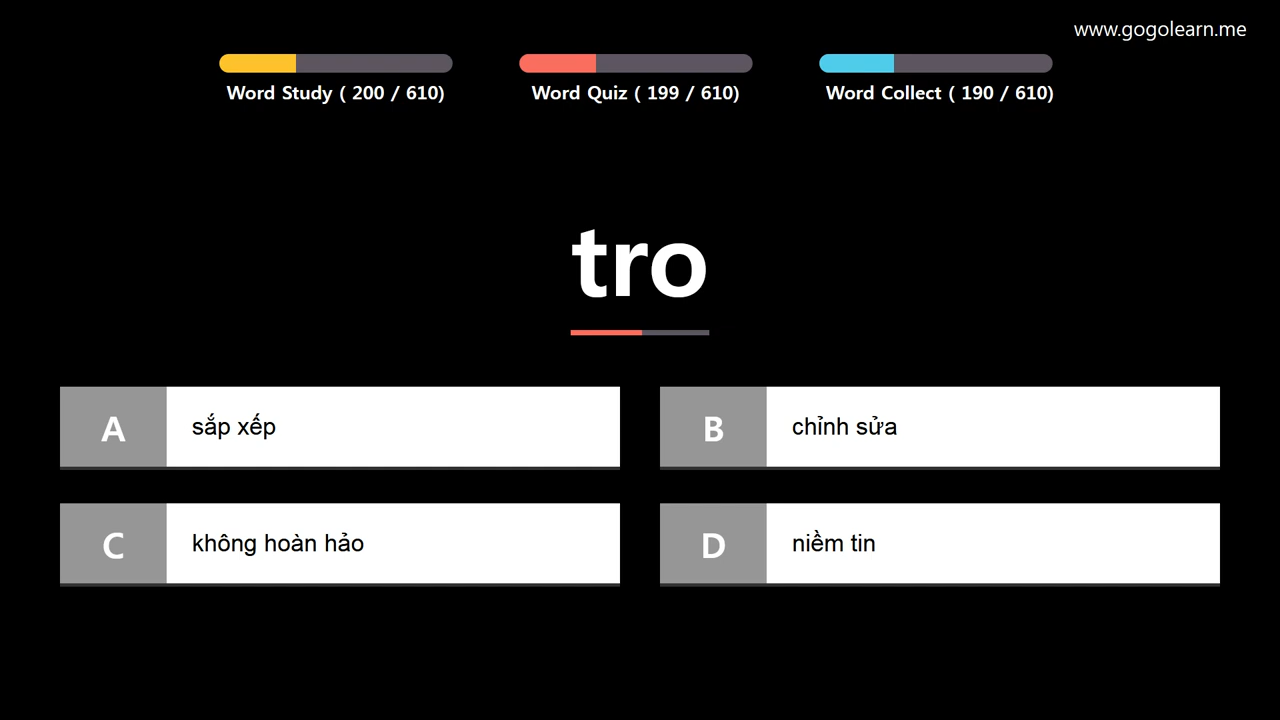 www.gogolearn.me
Word Study ( 200 / 610)
Word Quiz ( 199 / 610)
Word Collect ( 190 / 610)
tro
A
sắp xếp
B
chỉnh sửa
C
không hoàn hảo
D
niềm tin